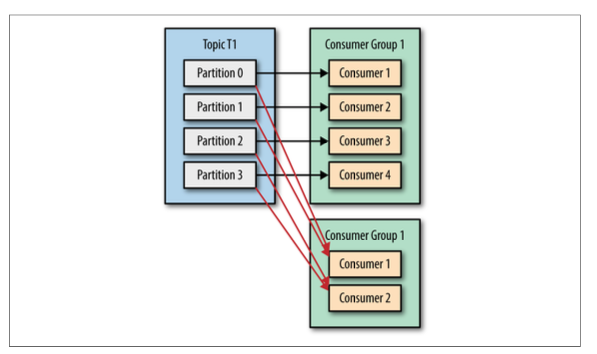 Topic T1
Partition 0
Partition 1
Partition 2
Partition 3
Consumer Group 1
Consumer 1
Consumer 2
Consumer 3
Consumer 4
Consumer Group 1
Consumer 1
Consumer 2